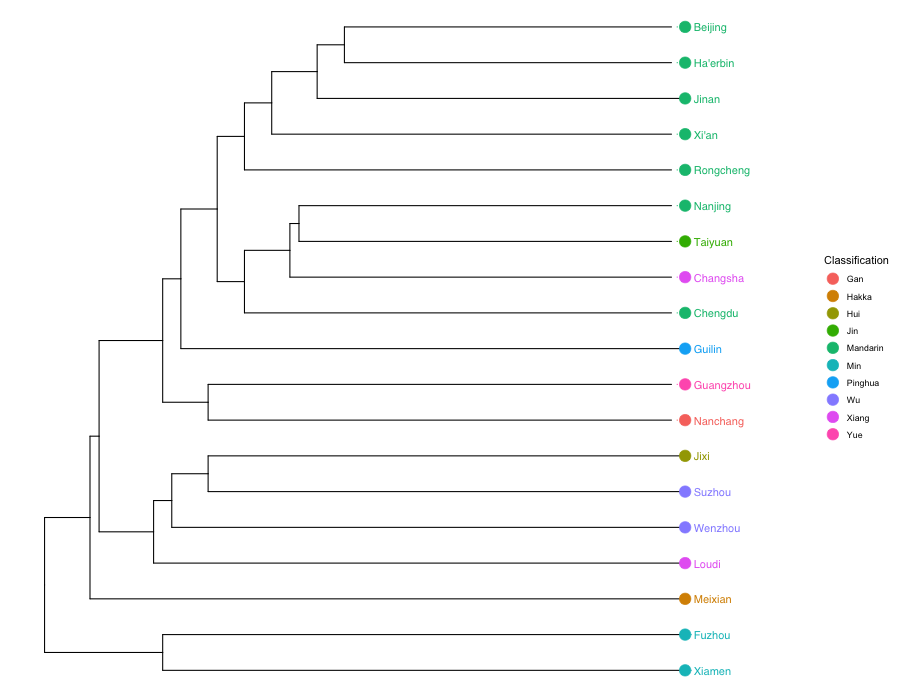 Beijing
Ha'erbin
Jinan
Xi'an
Rongcheng
Nanjing
Taiyuan
Changsha
Chengdu
Guilin
Guangzhou
Nanchang
Jixi
Suzhou
Wenzhou
Loudi
Meixian
Fuzhou
Xiamen
Classification
Gan
Hakka
Hui
Jin
Mandarin
Min
Pinghua
Wu
Xiang
Yue